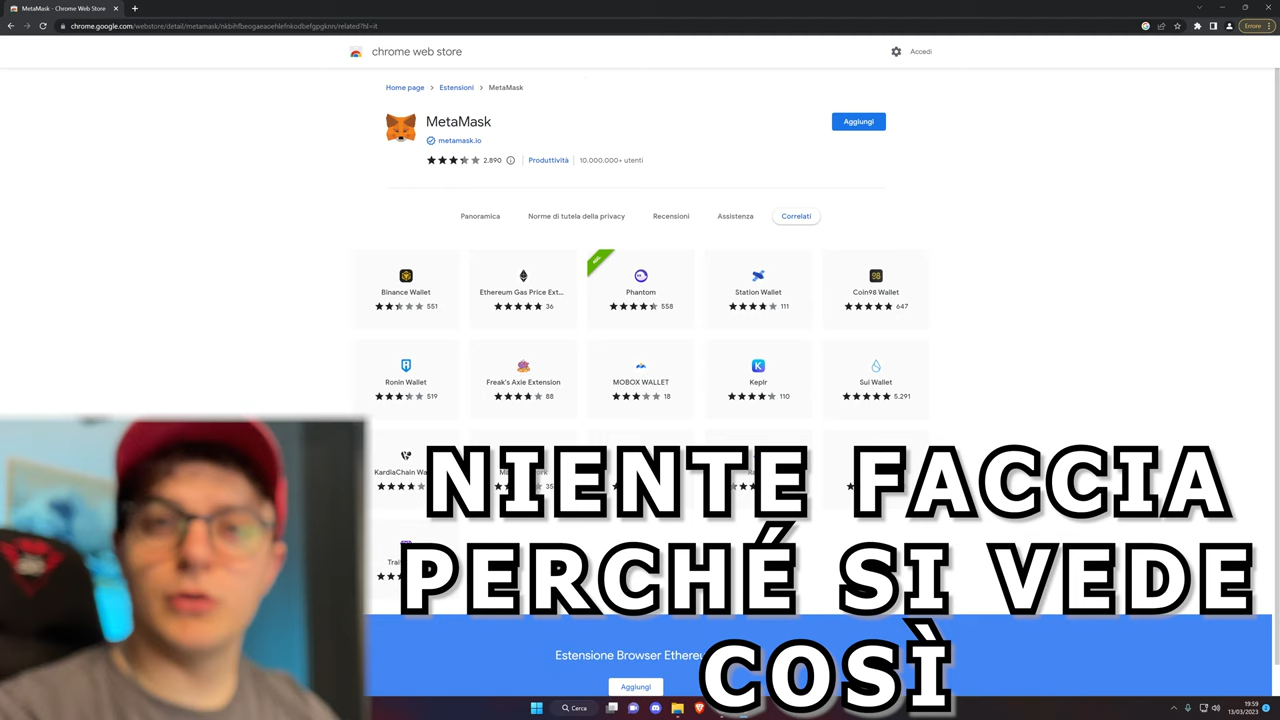 MetaMask - Chrome Web Store
chrome.google.com/webstore/detail/metamask/nkbihfbeogaeaoehlefnkodbefgpgknn/related?hl=it
Errore
chrome web store
Accedi
Home page > Estensioni > MetaMask
MetaMask
Aggiungi
metamask.io
2.890 Produttività 10.000.000+ utenti
Panoramica Norme di tutela della privacy Recensioni Assistenza Correlati
Binance Wallet Ethereum Gas Price Ext... Phantom Station Wallet Coin98 Wallet
551 36 558 111 647
Ronin Wallet Freak's Axie Extension MOBOX WALLET Keplr Sui Wallet
519 88 18 110 5.291
KardiaChain
NIENTE FACCIA
PERCHÉ SI VEDE
COSÌ
Estensione Browser
Aggiungi
Cerca
19:59
13/03/2023